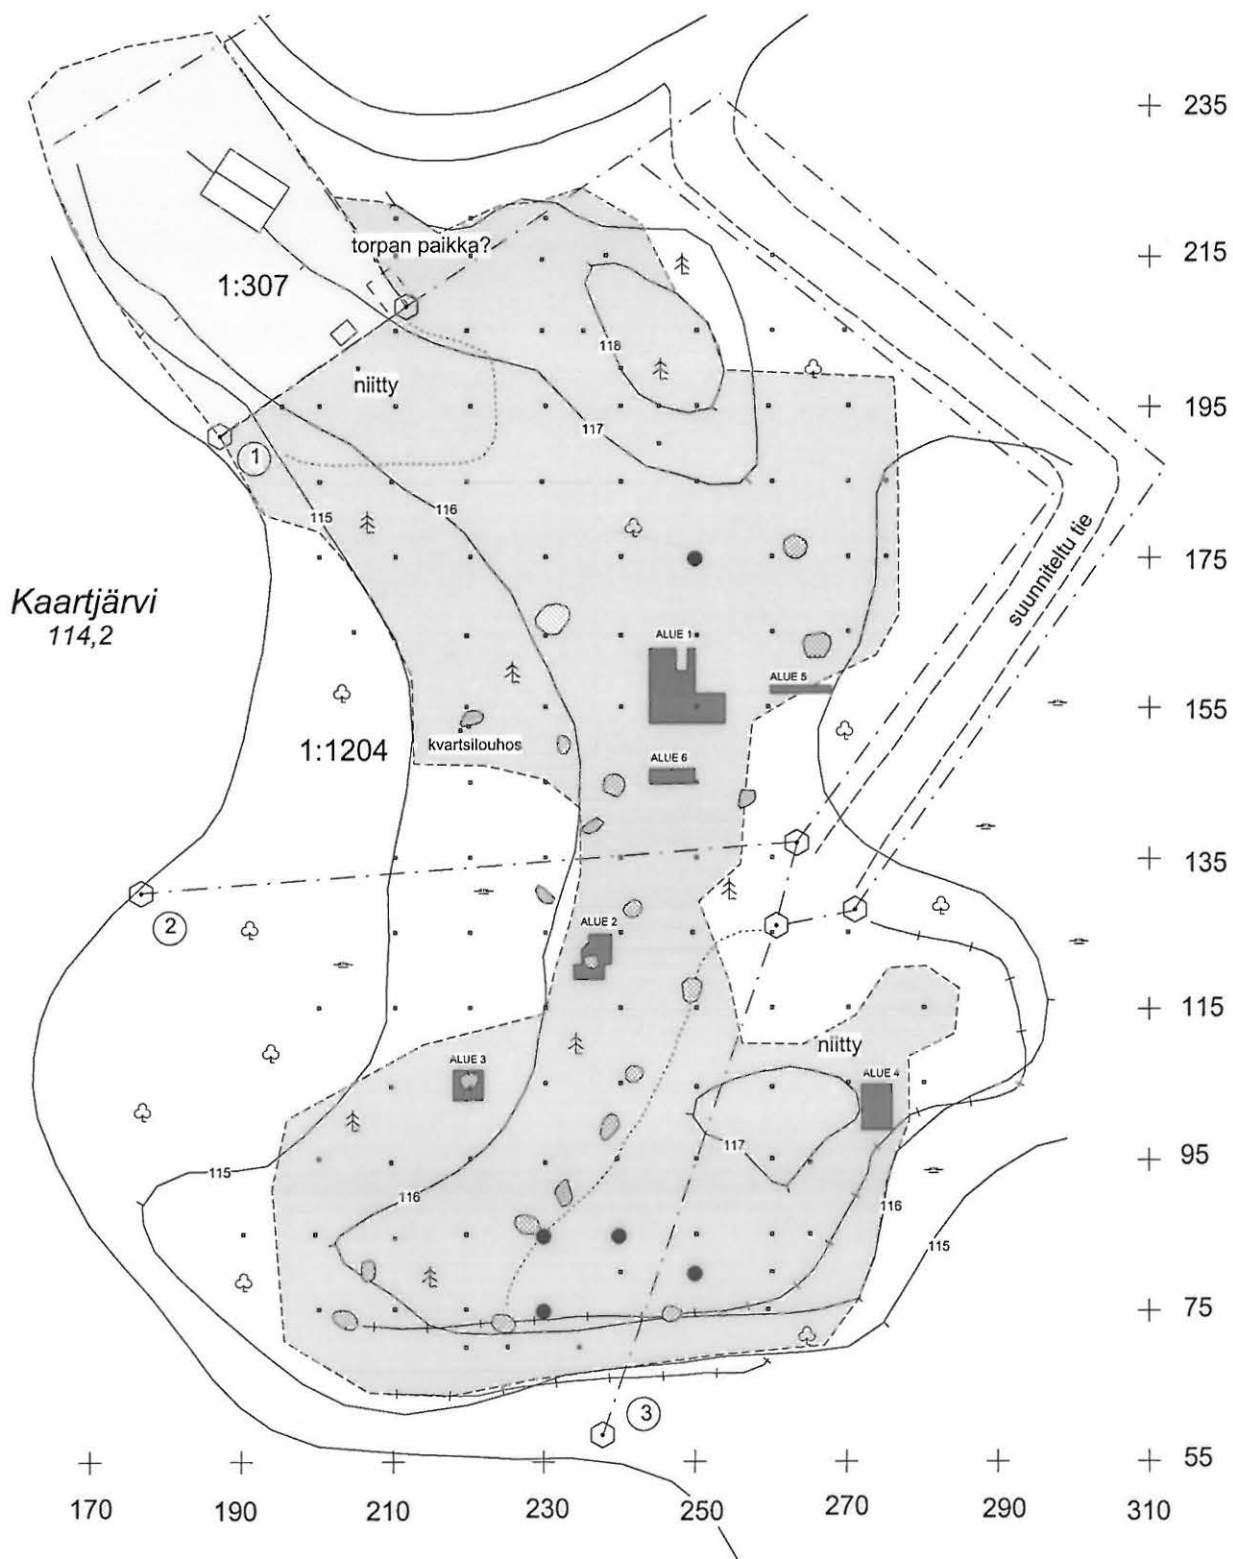 235
215
torpan paikka?
1:307
118
niitty
195
117
1
115
116
175
suunniteltu tie
Kaartjärvi
114,2
ALUE 1
ALUE 5
155
kvartsilouhos
1:1204
ALUE 6
135
2
ALUE 2
115
niitty
ALUE 3
ALUE 4
117
95
115
116
116
115
75
3
55
170
190
210
230
250
270
290
310